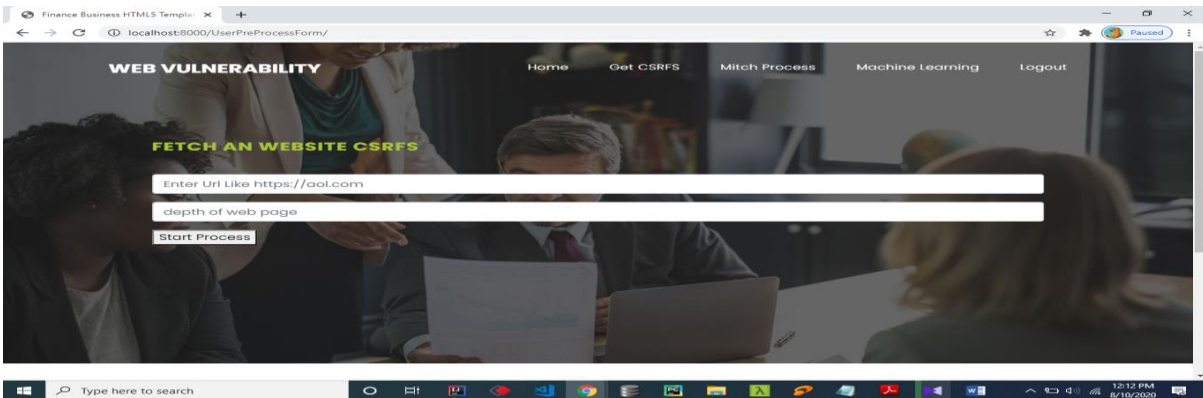 Finance Business HTML5 Templat
localhost:8000/UserPreProcessForm/
Paused
WEB VULNERABILITY
Home Get CSRFS Mitch Process Machine Learning Logout
FETCH AN WEBSITE CSRFS
Enter Url Like https://aol.com
depth of web page
Start Process
Type here to search
12:12 PM
8/10/2020